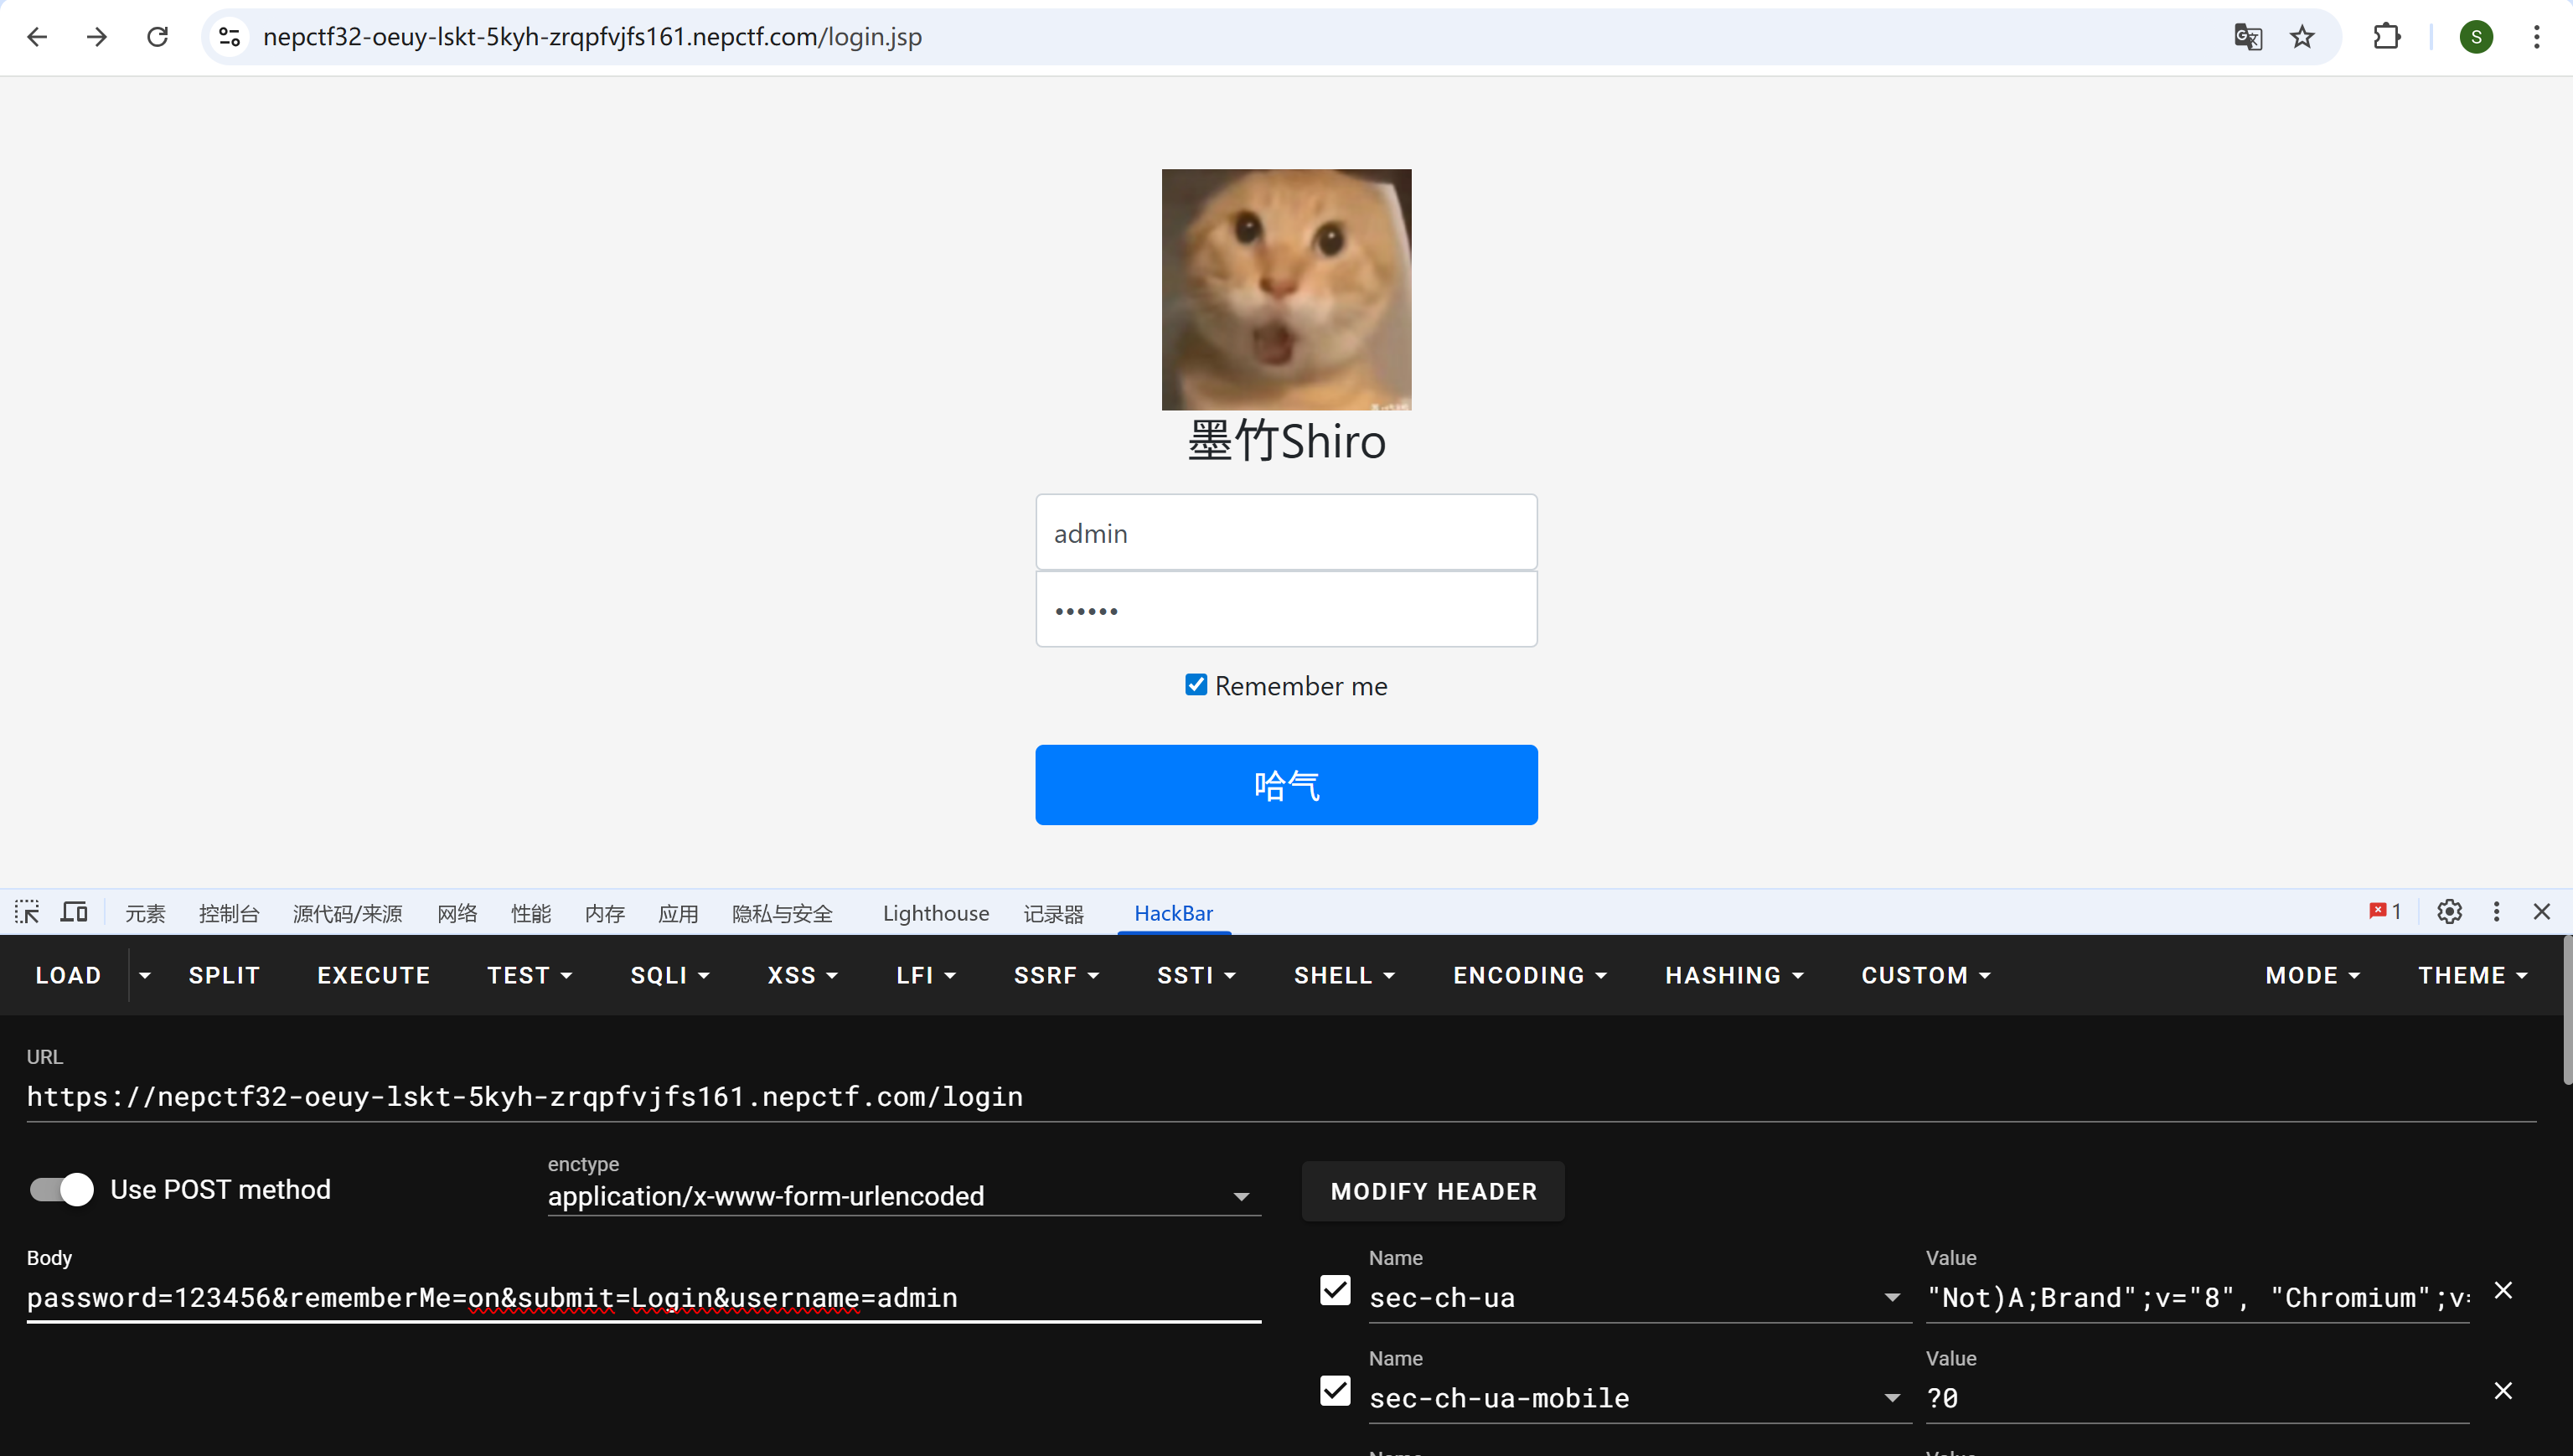 nepctf32-oeuy-lskt-5kyh-zrqpfvjfs161.nepctf.com/login.jsp
S
墨竹Shiro
admin
••••••
Remember me
哈气
元素 控制台 源代码/来源 网络 性能 内存 应用 隐私与安全 Lighthouse 记录器 HackBar 1
LOAD SPLIT EXECUTE TEST SQLI XSS LFI SSRF SSTI SHELL ENCODING HASHING CUSTOM MODE THEME
URL
https://nepctf32-oeuy-lskt-5kyh-zrqpfvjfs161.nepctf.com/login
Use POST method
enctype
application/x-www-form-urlencoded
MODIFY HEADER
Body
password=123456&rememberMe=on&submit=Login&username=admin
Name Value
sec-ch-ua "Not)A;Brand";v="8", "Chromium";v=
Name Value
sec-ch-ua-mobile ?0